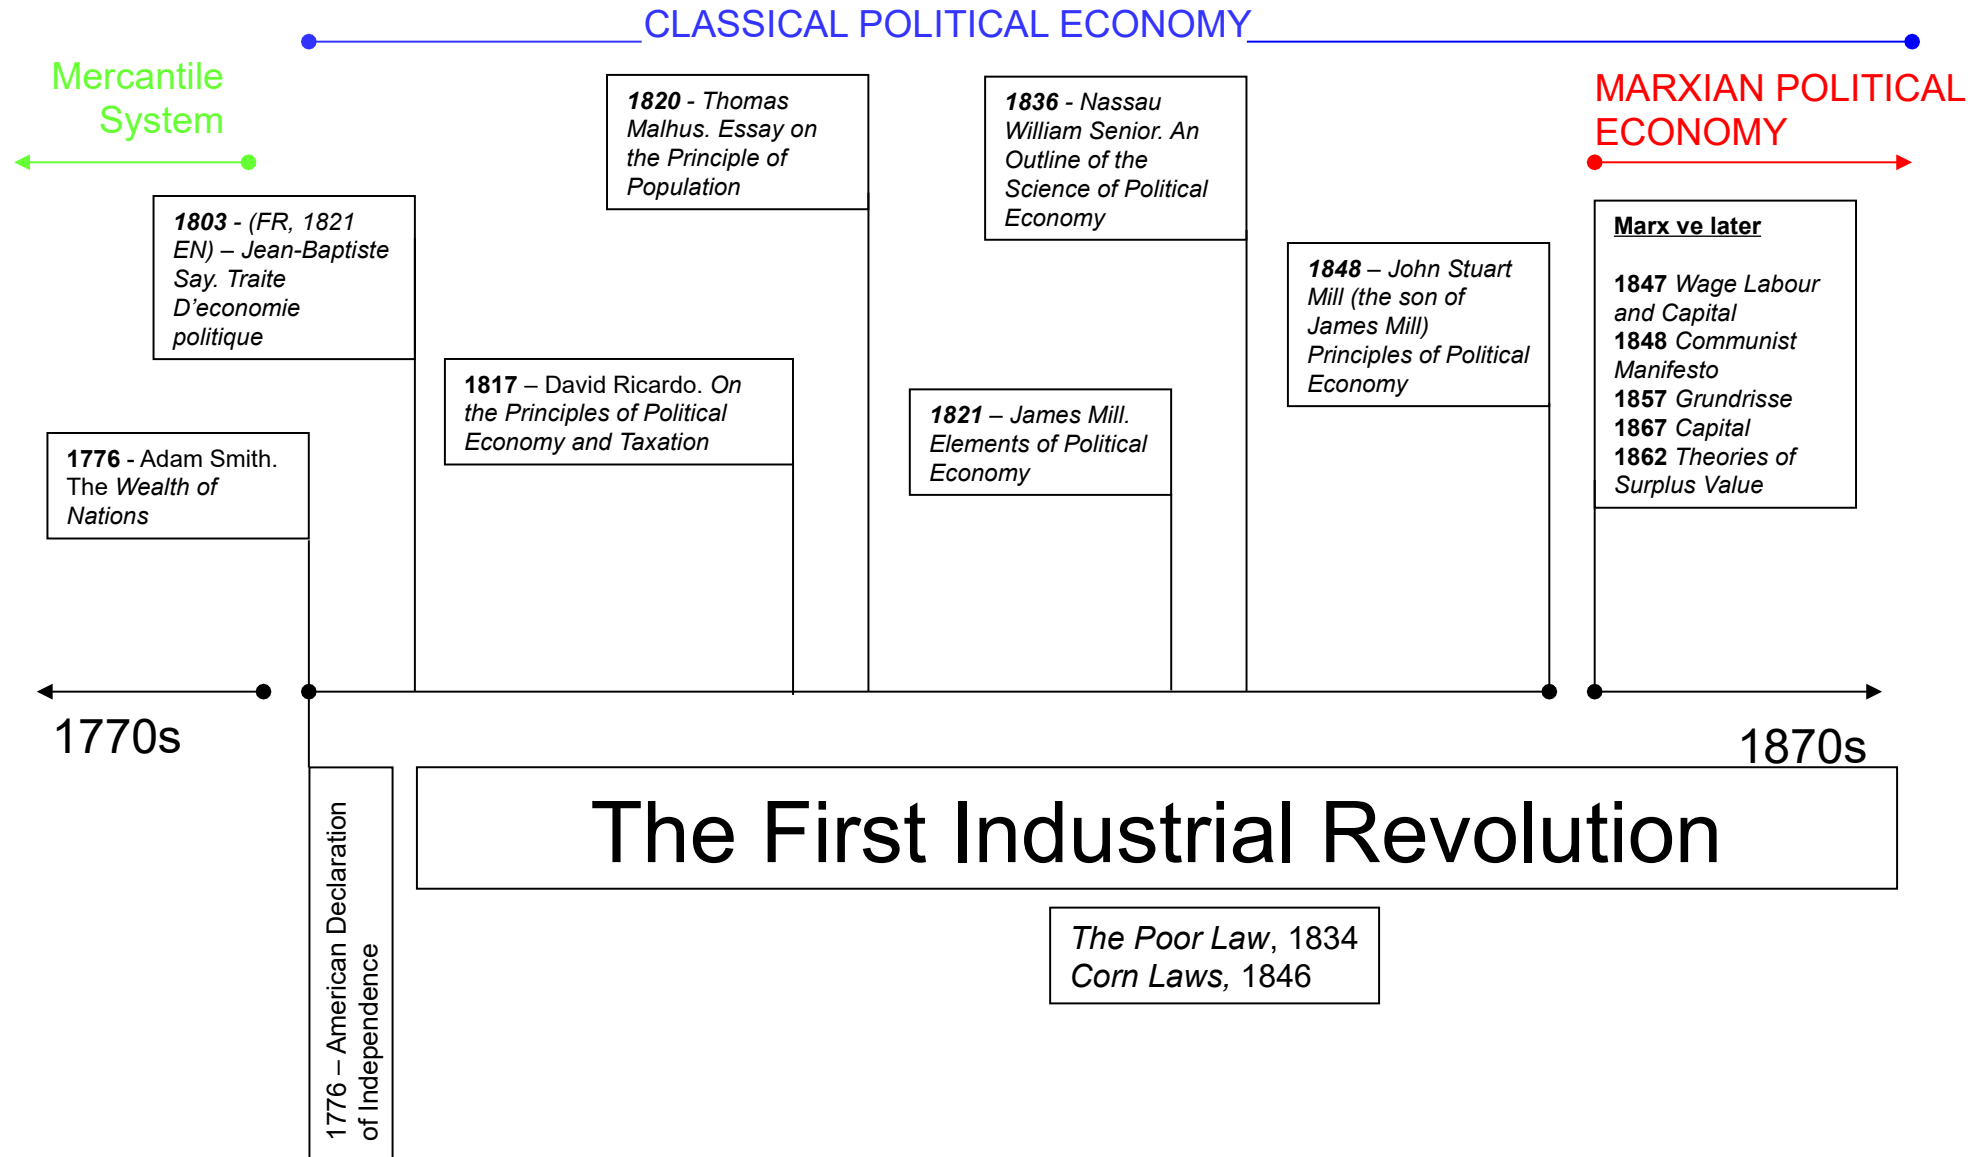 CLASSICAL POLITICAL ECONOMY
Mercantile
System
MARXIAN POLITICAL
ECONOMY
1820 - Thomas
Malhus. Essay on
the Principle of
Population
1836 - Nassau
William Senior. An
Outline of the
Science of Political
Economy
1803 - (FR, 1821
EN) – Jean-Baptiste
Say. Traite
D'economie
politique
1848 – John Stuart
Mill (the son of
James Mill)
Principles of Political
Economy
Marx ve later
1847 Wage Labour
and Capital
1848 Communist
Manifesto
1857 Grundrisse
1867 Capital
1862 Theories of
Surplus Value
1817 – David Ricardo. On
the Principles of Political
Economy and Taxation
1821 – James Mill.
Elements of Political
Economy
1776 - Adam Smith.
The Wealth of
Nations
1770s
1870s
1776 – American Declaration
of Independence
The First Industrial Revolution
The Poor Law, 1834
Corn Laws, 1846